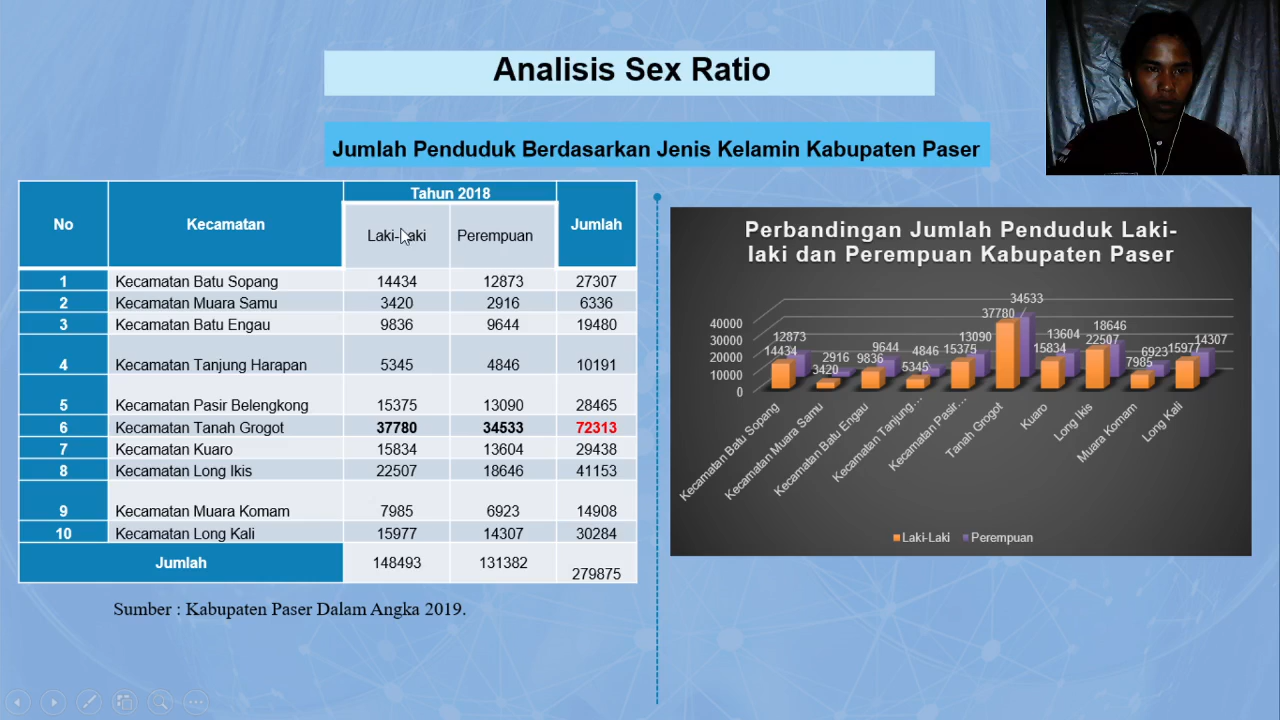 Analisis Sex Ratio
Jumlah Penduduk Berdasarkan Jenis Kelamin Kabupaten Paser
No Kecamatan Tahun 2018 Jumlah
Laki-Laki Perempuan
1 Kecamatan Batu Sopang 14434 12873 27307
2 Kecamatan Muara Samu 3420 2916 6336
3 Kecamatan Batu Engau 9836 9644 19480
4 Kecamatan Tanjung Harapan 5345 4846 10191
5 Kecamatan Pasir Belengkong 15375 13090 28465
6 Kecamatan Tanah Grogot 37780 34533 72313
7 Kecamatan Kuaro 15834 13604 29438
8 Kecamatan Long Ikis 22507 18646 41153
9 Kecamatan Muara Komam 7985 6923 14908
10 Kecamatan Long Kali 15977 14307 30284
Jumlah 148493 131382 279875
Sumber : Kabupaten Paser Dalam Angka 2019.
Perbandingan Jumlah Penduduk Laki-
laki dan Perempuan Kabupaten Paser
40000
30000
20000
10000
0
14434 12873
3420 2916
9836 9644
5345 4846
15375 13090
37780 34533
15834 13604
22507 18646
7985 6923
15977 14307
Kecamatan Batu Sopang
Kecamatan Muara Samu
Kecamatan Batu Engau
Kecamatan Tanjung…
Kecamatan Pasir…
Tanah Grogot
Kuaro
Long Ikis
Muara Komam
Long Kali
Laki-Laki Perempuan